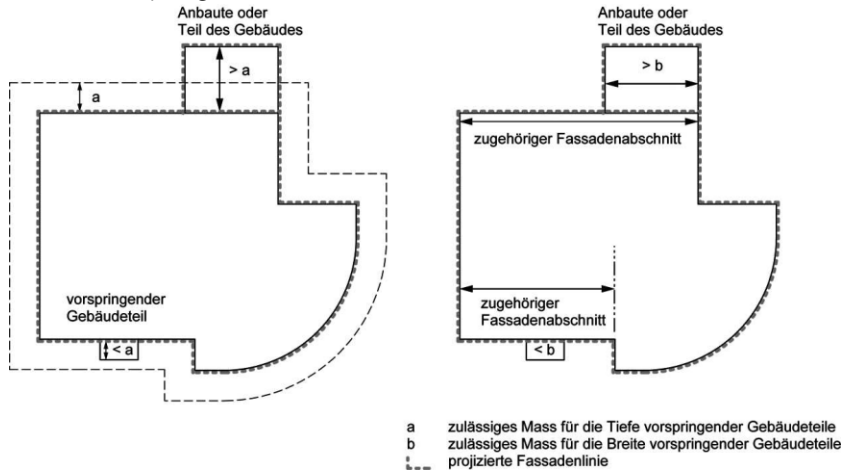 Anbaute oder
Teil des Gebäudes
> a
a
vorspringender
Gebäudeteil
< a
Anbaute oder
Teil des Gebäudes
> b
zugehöriger Fassadenabschnitt
zugehöriger
Fassadenabschnitt
< b
a zulässiges Mass für die Tiefe vorspringender Gebäudeteile
b zulässiges Mass für die Breite vorspringender Gebäudeteile
projizierte Fassadenlinie